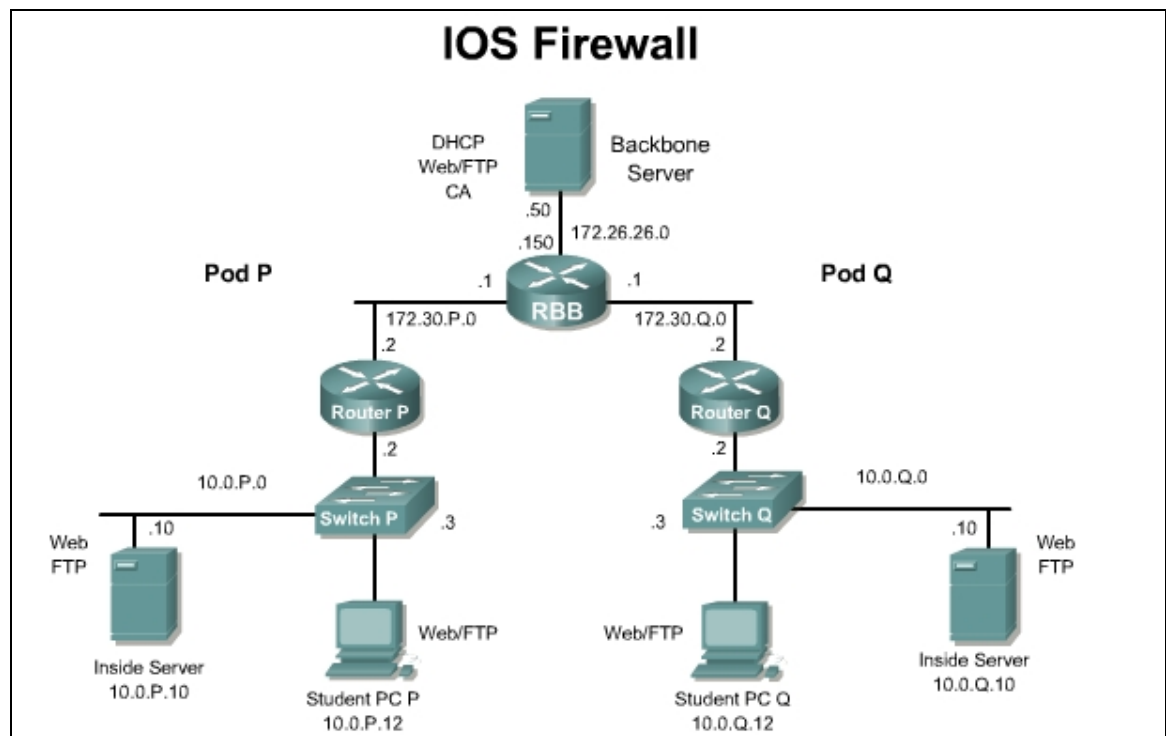 IOS Firewall
DHCP
Web/FTP
CA
Backbone
Server
.50
172.26.26.0
.150
Pod P
Pod Q
.1
.1
RBB
172.30.P.0
172.30.Q.0
.2
.2
Router P
Router Q
.2
.2
10.0.P.0
10.0.Q.0
Switch P
.3
.3
Switch Q
.10
.10
Web
FTP
Web
FTP
Web/FTP
Web/FTP
Inside Server
10.0.P.10
Student PC P
10.0.P.12
Student PC Q
10.0.Q.12
Inside Server
10.0.Q.10